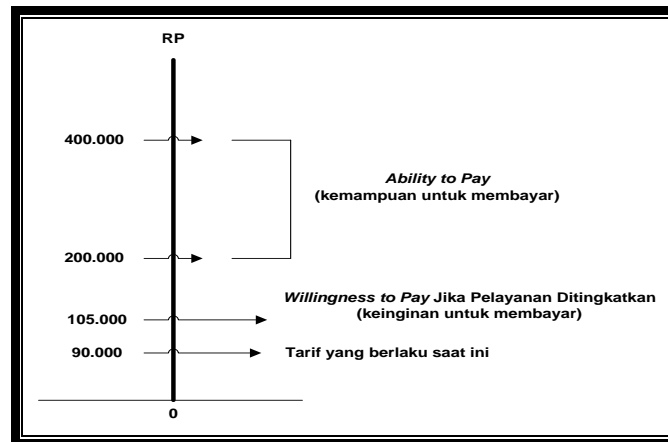 RP
400.000
Ability to Pay
(kemampuan untuk membayar)
200.000
Willingness to Pay Jika Pelayanan Ditingkatkan
105.000
(keinginan untuk membayar)
90.000
Tarif yang berlaku saat ini
0